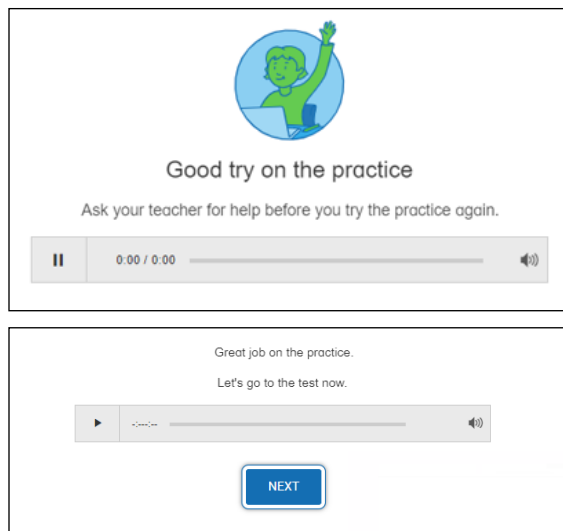 Good try on the practice
Ask your teacher for help before you try the practice again.
0:00 / 0:00
Great job on the practice.
Let's go to the test now.
-:--:--
NEXT